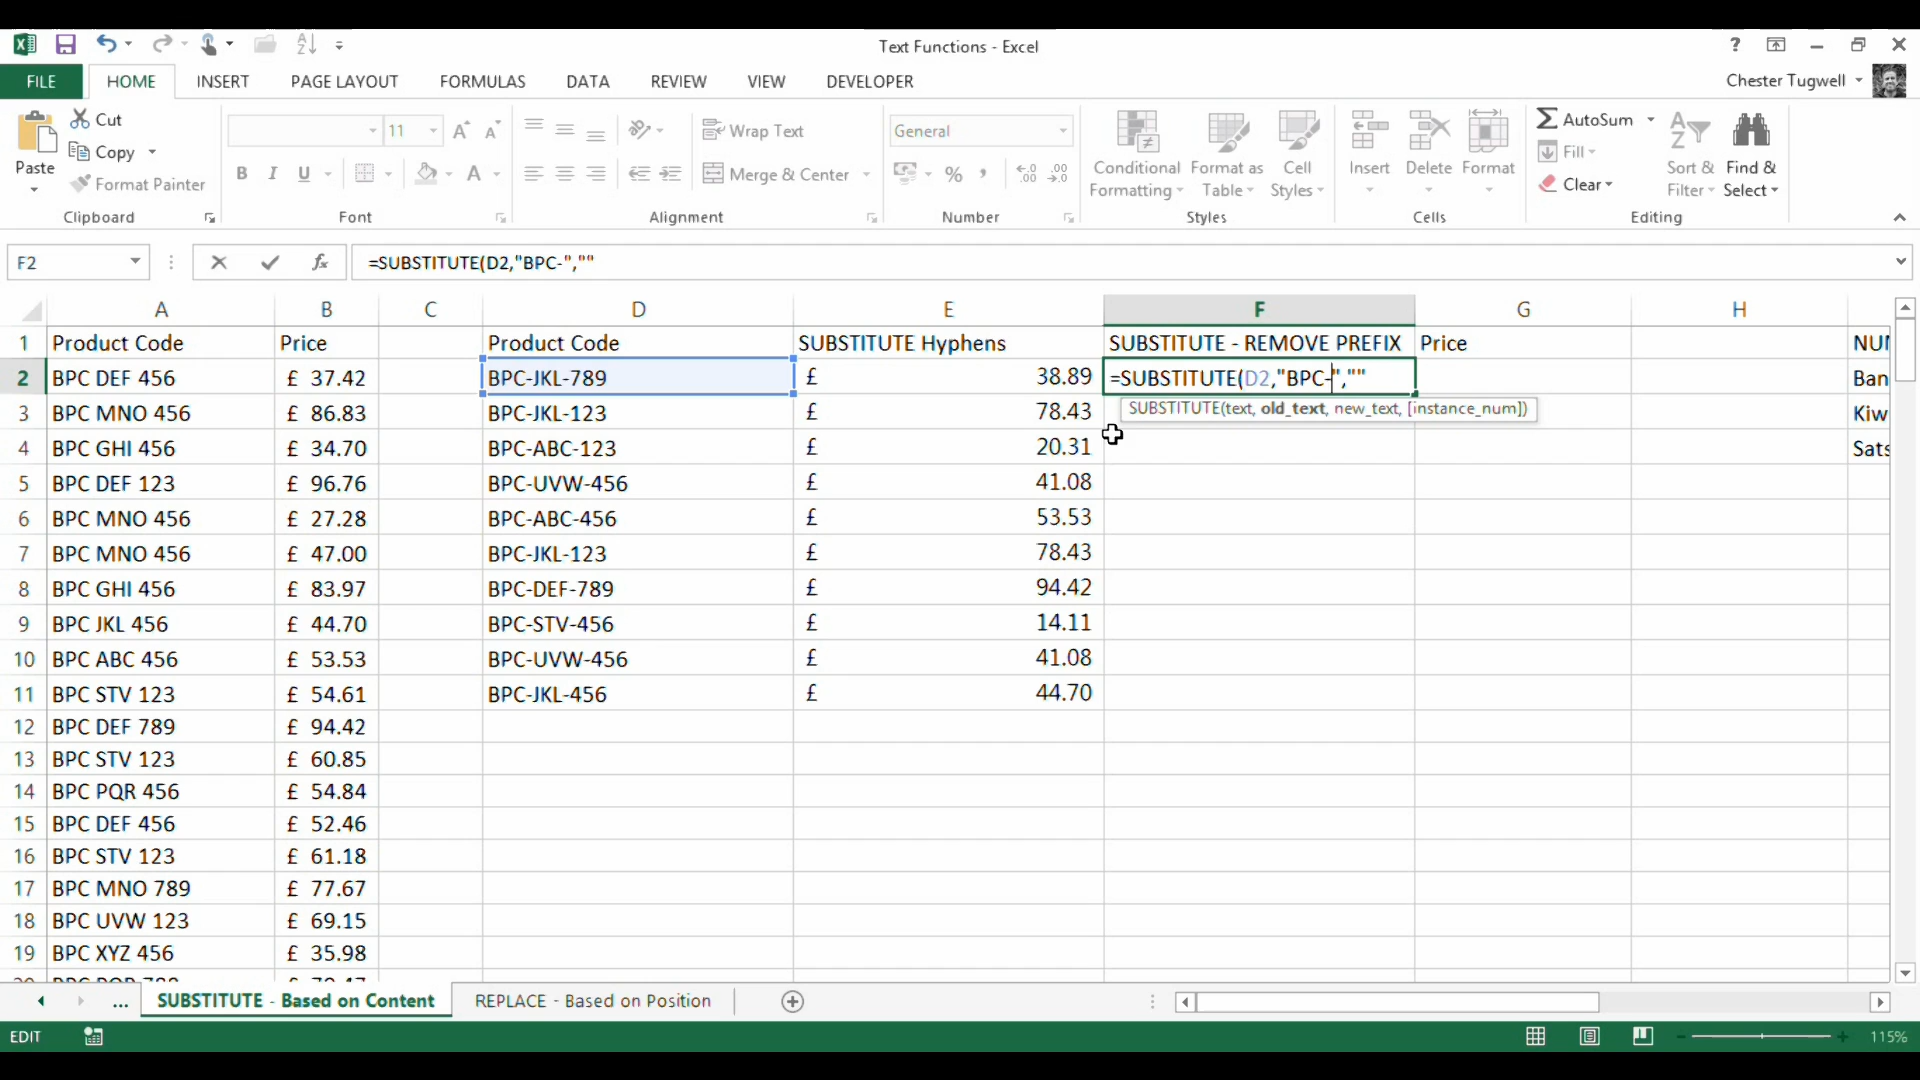 Text Functions - Excel
?
FILE HOME INSERT PAGE LAYOUT FORMULAS DATA REVIEW VIEW DEVELOPER
Chester Tugwell
Paste
Cut
Copy
Format Painter
Clipboard
11
B I U
Font
Wrap Text
Merge & Center
Alignment
General
% ,
Number
Conditional Formatting
Format as Table
Cell Styles
Styles
Insert
Delete
Format
Cells
AutoSum
Fill
Clear
Sort & Filter
Find & Select
Editing
F2
fx
=SUBSTITUTE(D2,"BPC-",""
A B C D E F G H
1 Product Code Price Product Code SUBSTITUTE Hyphens SUBSTITUTE - REMOVE PREFIX Price
2 BPC DEF 456 £ 37.42 BPC-JKL-789 £ 38.89 =SUBSTITUTE(D2,"BPC-","" Ban
SUBSTITUTE(text, old_text, new_text, [instance_num])
3 BPC MNO 456 £ 86.83 BPC-JKL-123 £ 78.43 Kiw
4 BPC GHI 456 £ 34.70 BPC-ABC-123 £ 20.31
5 BPC DEF 123 £ 96.76 BPC-UVW-456 £ 41.08
6 BPC MNO 456 £ 27.28 BPC-ABC-456 £ 53.53
7 BPC MNO 456 £ 47.00 BPC-JKL-123 £ 78.43
8 BPC GHI 456 £ 83.97 BPC-DEF-789 £ 94.42
9 BPC JKL 456 £ 44.70 BPC-STV-456 £ 14.11
10 BPC ABC 456 £ 53.53 BPC-UVW-456 £ 41.08
11 BPC STV 123 £ 54.61 BPC-JKL-456 £ 44.70
12 BPC DEF 789 £ 94.42
13 BPC STV 123 £ 60.85
14 BPC PQR 456 £ 54.84
15 BPC DEF 456 £ 52.46
16 BPC STV 123 £ 61.18
17 BPC MNO 789 £ 77.67
18 BPC UVW 123 £ 69.15
19 BPC XYZ 456 £ 35.98
... SUBSTITUTE - Based on Content REPLACE - Based on Position
EDIT
115%